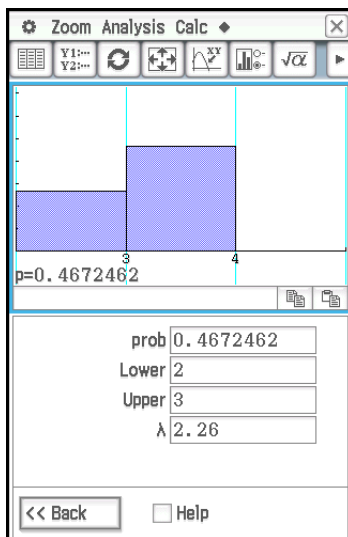 Zoom Analysis Calc
Y1:··· XY √α
Y2:···
3 4
p=0.4672462
prob 0.4672462
Lower 2
Upper 3
λ 2.26
<< Back Help